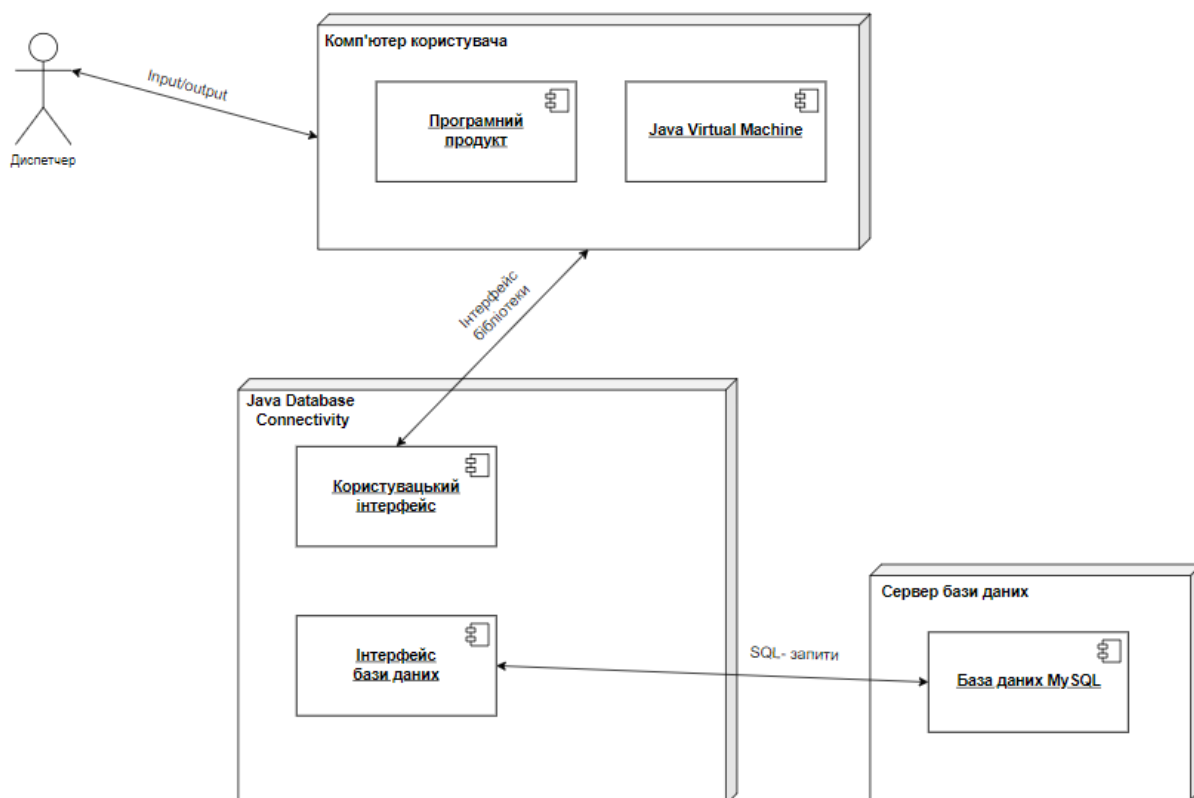 Комп'ютер користувача
Input/output
Програмний
продукт
Java Virtual Machine
Диспетчер
Інтерфейс
бібліотеки
Java Database
Connectivity
Користувацький
інтерфейс
Сервер бази даних
Інтерфейс
бази даних
SQL- запити
База даних MySQL